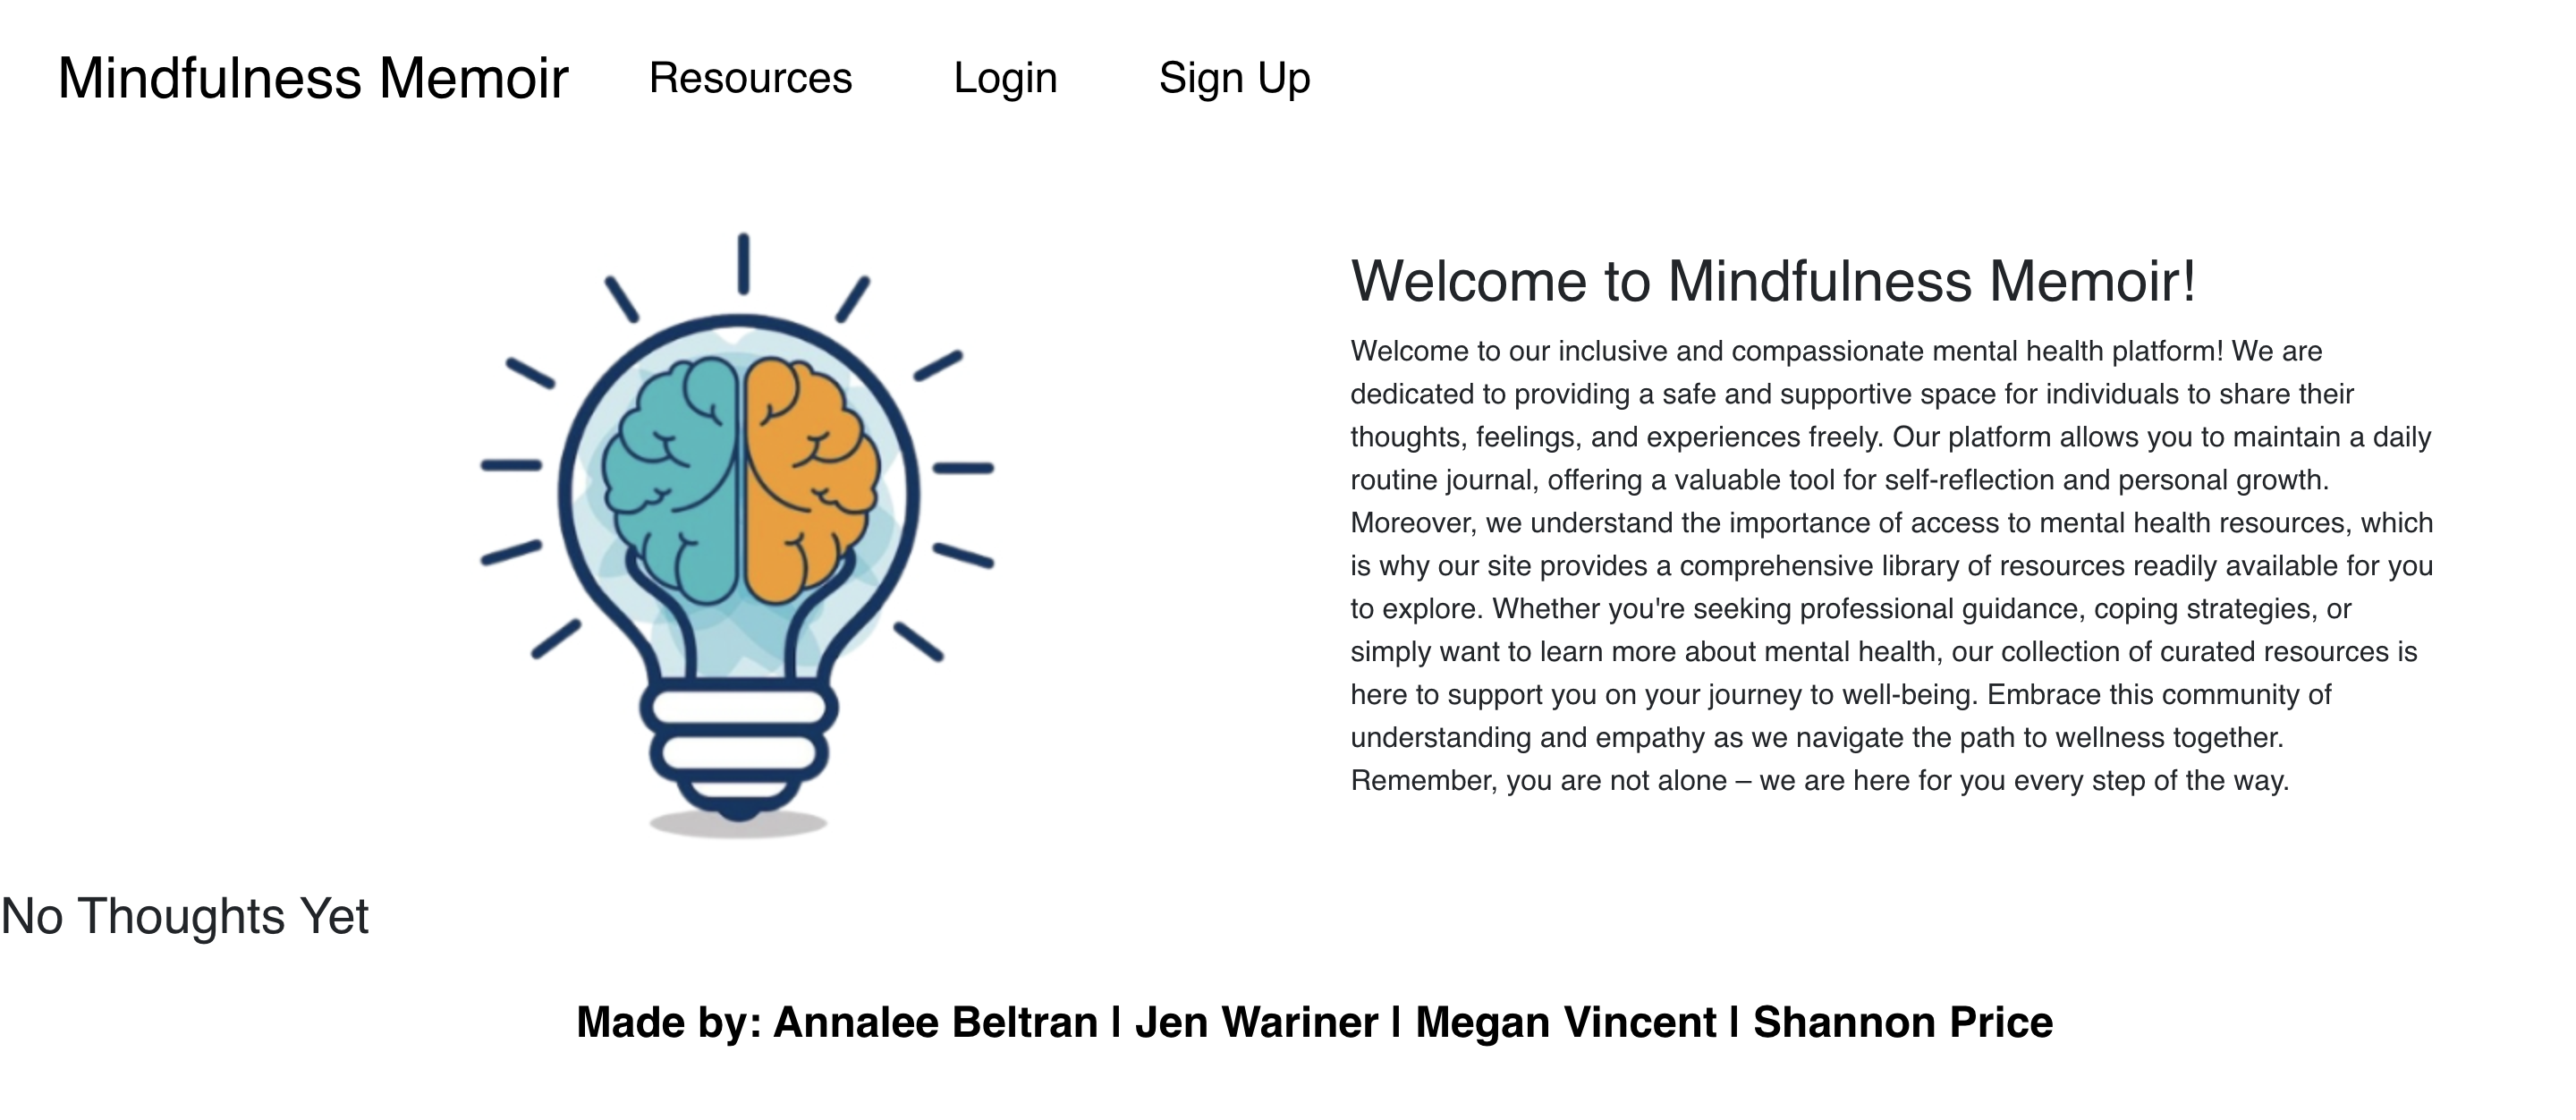 Mindfulness Memoir Resources Login Sign Up
Welcome to Mindfulness Memoir!
Welcome to our inclusive and compassionate mental health platform! We are
dedicated to providing a safe and supportive space for individuals to share their
thoughts, feelings, and experiences freely. Our platform allows you to maintain a daily
routine journal, offering a valuable tool for self-reflection and personal growth.
Moreover, we understand the importance of access to mental health resources, which
is why our site provides a comprehensive library of resources readily available for you
to explore. Whether you're seeking professional guidance, coping strategies, or
simply want to learn more about mental health, our collection of curated resources is
here to support you on your journey to well-being. Embrace this community of
understanding and empathy as we navigate the path to wellness together.
Remember, you are not alone – we are here for you every step of the way.
No Thoughts Yet
Made by: Annalee Beltran | Jen Wariner | Megan Vincent | Shannon Price